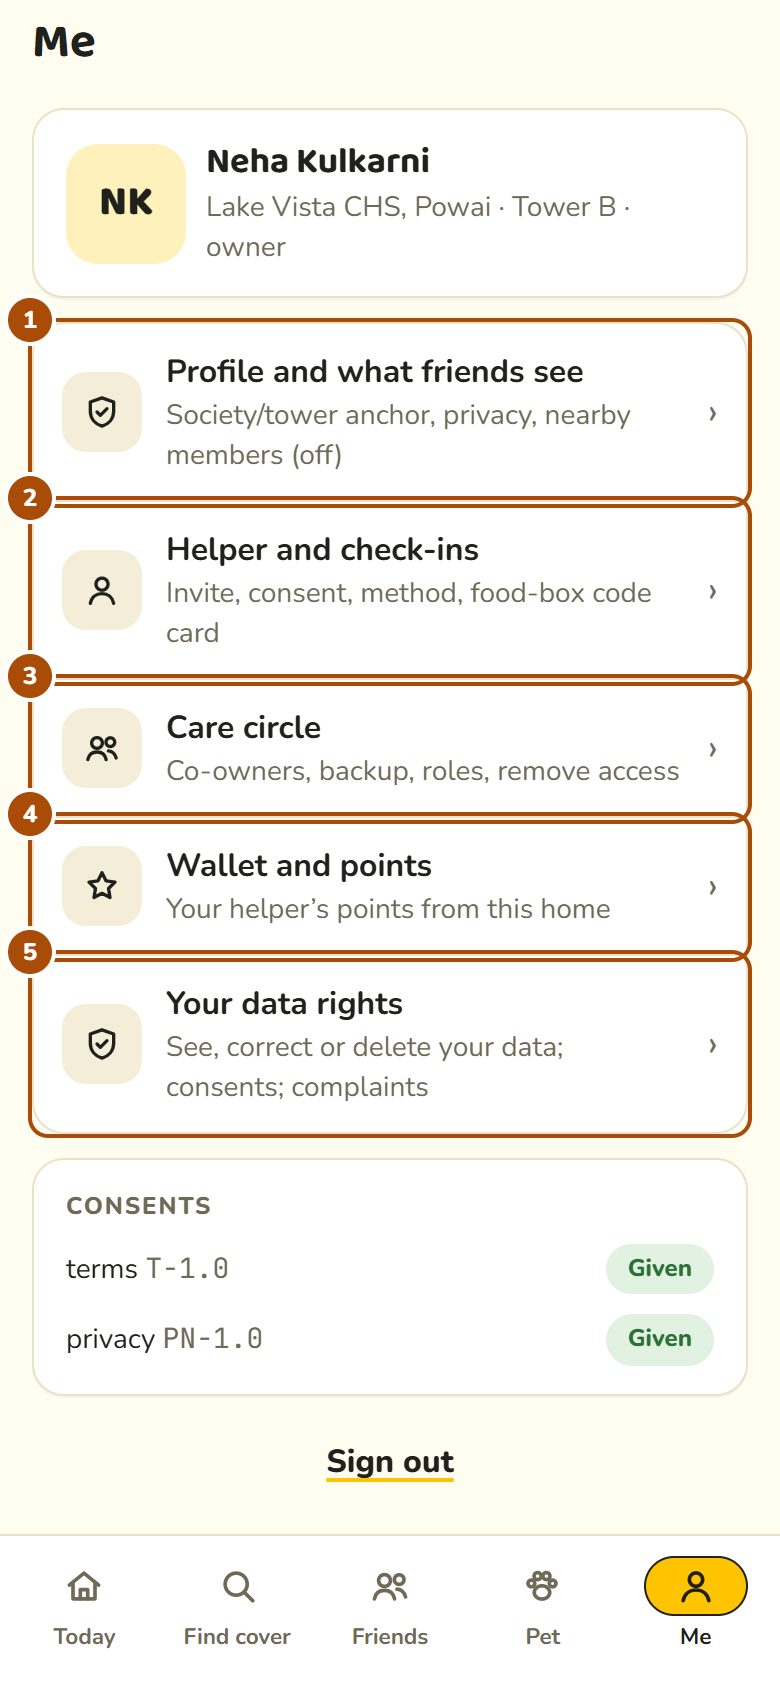 Me
NK
Neha Kulkarni
Lake Vista CHS, Powai · Tower B ·
owner
1
Profile and what friends see
Society/tower anchor, privacy, nearby
members (off)
›
2
Helper and check-ins
Invite, consent, method, food-box code
card
›
3
Care circle
Co-owners, backup, roles, remove access
›
4
Wallet and points
Your helper’s points from this home
›
5
Your data rights
See, correct or delete your data;
consents; complaints
›
CONSENTS
terms T-1.0 Given
privacy PN-1.0 Given
Sign out
Today Find cover Friends Pet Me